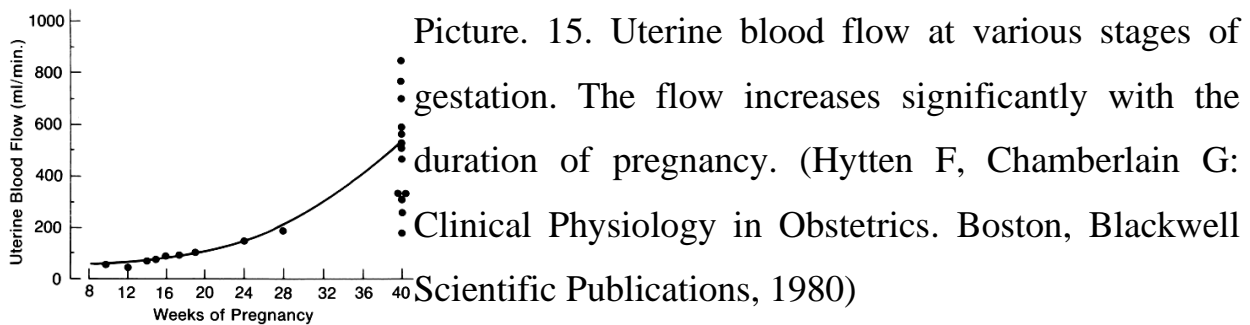 Picture. 15. Uterine blood flow at various stages of
gestation. The flow increases significantly with the
duration of pregnancy. (Hytten F, Chamberlain G:
Clinical Physiology in Obstetrics. Boston, Blackwell
Scientific Publications, 1980)
Uterine Blood Flow (ml/min.)
1000
800
600
400
200
0
8 12 16 20 24 28 32 36 40
Weeks of Pregnancy